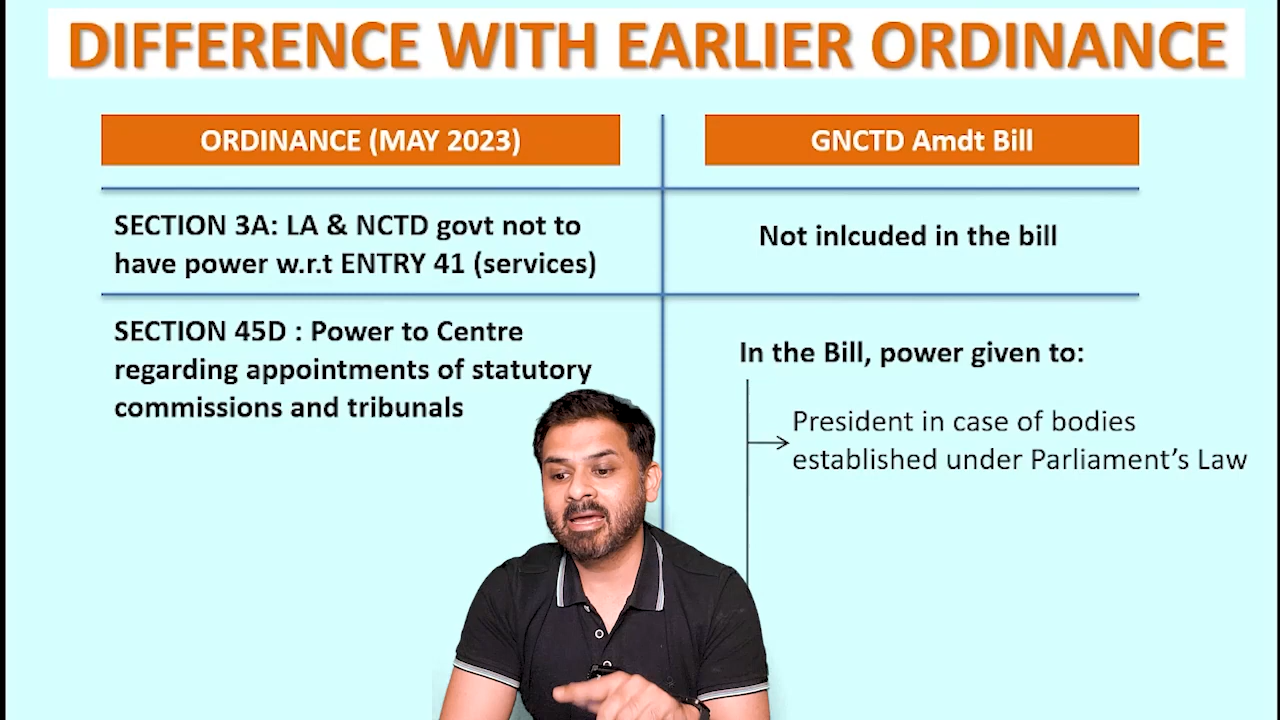 DIFFERENCE WITH EARLIER ORDINANCE
ORDINANCE (MAY 2023)
GNCTD Amdt Bill
SECTION 3A: LA & NCTD govt not to
have power w.r.t ENTRY 41 (services)
Not inlcuded in the bill
SECTION 45D : Power to Centre
regarding appointments of statutory
commissions and tribunals
In the Bill, power given to:
President in case of bodies
established under Parliament’s Law